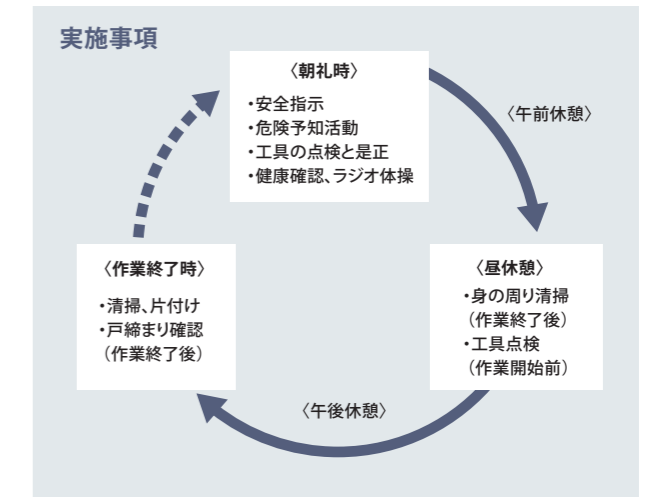 実施事項
〈朝礼時〉
・安全指示
・危険予知活動
・工具の点検と是正
・健康確認、ラジオ体操
〈午前休憩〉
〈昼休憩〉
・身の周り清掃
（作業終了後）
・工具点検
（作業開始前）
〈午後休憩〉
〈作業終了時〉
・清掃、片付け
・戸締まり確認
（作業終了後）